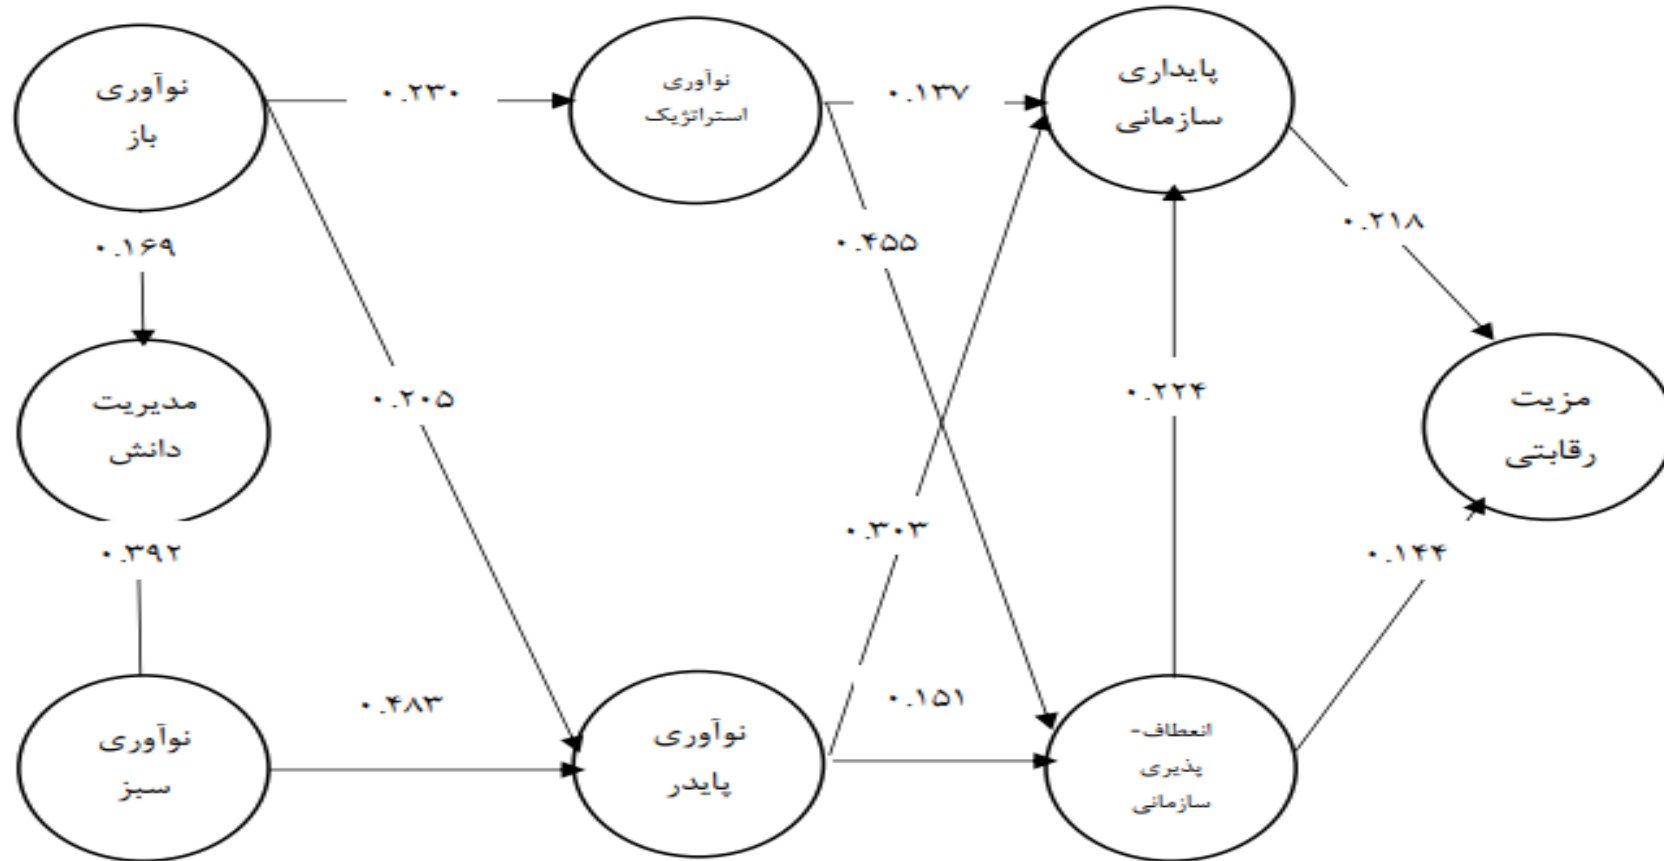 نوآوری
باز
۰.۲۳۰
نوآوری
استراتژیک
۰.۱۳۷
پایداری
سازمانی
۰.۱۶۹
۰.۴۵۵
۰.۲۱۸
مدیریت
دانش
۰.۲۰۵
۰.۲۲۴
مزیت
رقابتی
۰.۳۹۲
۰.۳۰۳
۰.۱۴۴
نوآوری
سبز
۰.۴۸۳
نوآوری
پایدر
۰.۱۵۱
انعطاف-
پذیری
سازمانی